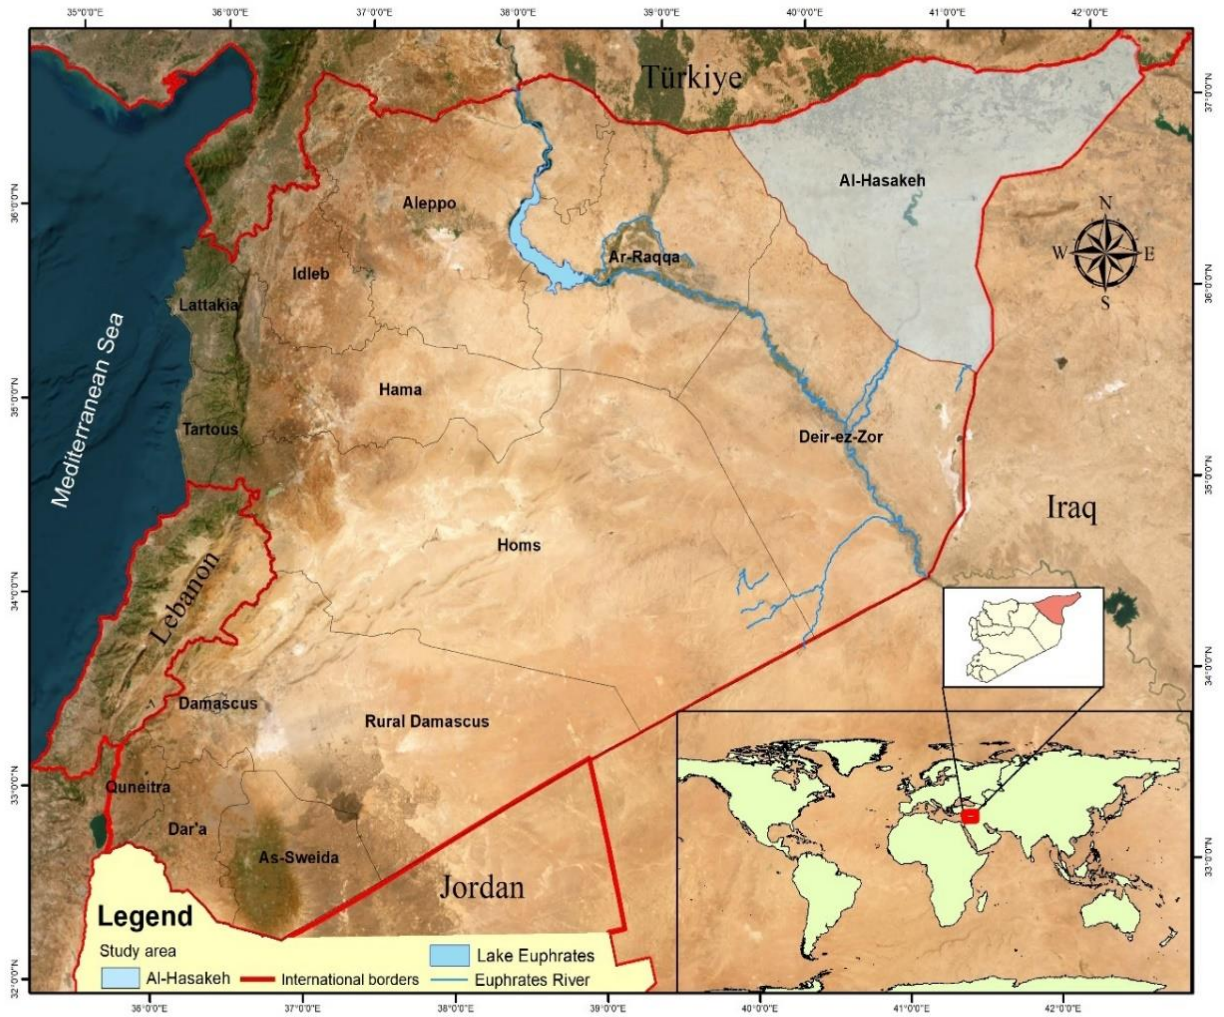 35°0'0"E 36°0'0"E 37°0'0"E 38°0'0"E 39°0'0"E 40°0'0"E 41°0'0"E 42°0'0"E
Türkiye
37°0'0"N
Al-Hasakeh
36°0'0"N
Aleppo
N
W E
S
Ar-Raqqa
Idleb
36°0'0"N
Lattakia
Mediterranean Sea
Hama
35°0'0"N
Tartous
Deir-ez-Zor
35°0'0"N
Iraq
Homs
34°0'0"N
Lebanon
34°0'0"N
Damascus
Rural Damascus
33°0'0"N
Quneitra
Dar'a
As-Sweida
33°0'0"N
Jordan
Legend
Study area
Al-Hasakeh
International borders
Lake Euphrates
Euphrates River
32°0'0"N
36°0'0"E 37°0'0"E 38°0'0"E 39°0'0"E 40°0'0"E 41°0'0"E 42°0'0"E